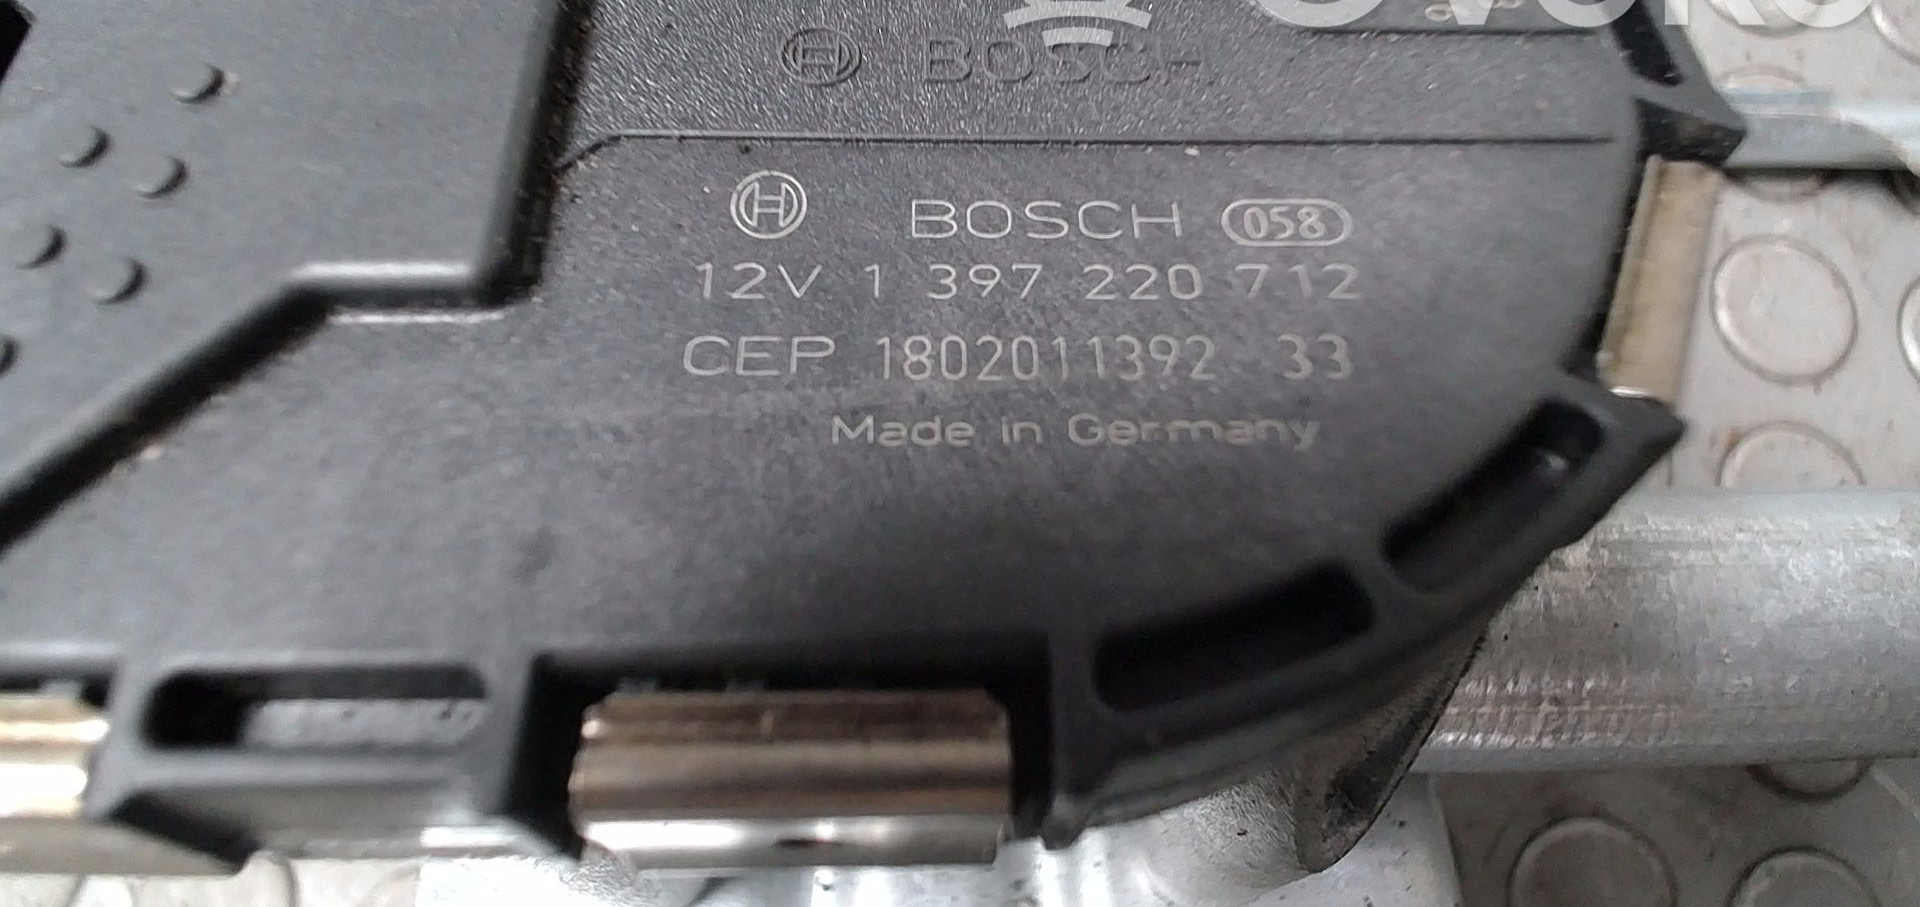 BOSCH
BOSCH 058
12V 1 397 220 712
CEP 1802011392 33
Made in Germany